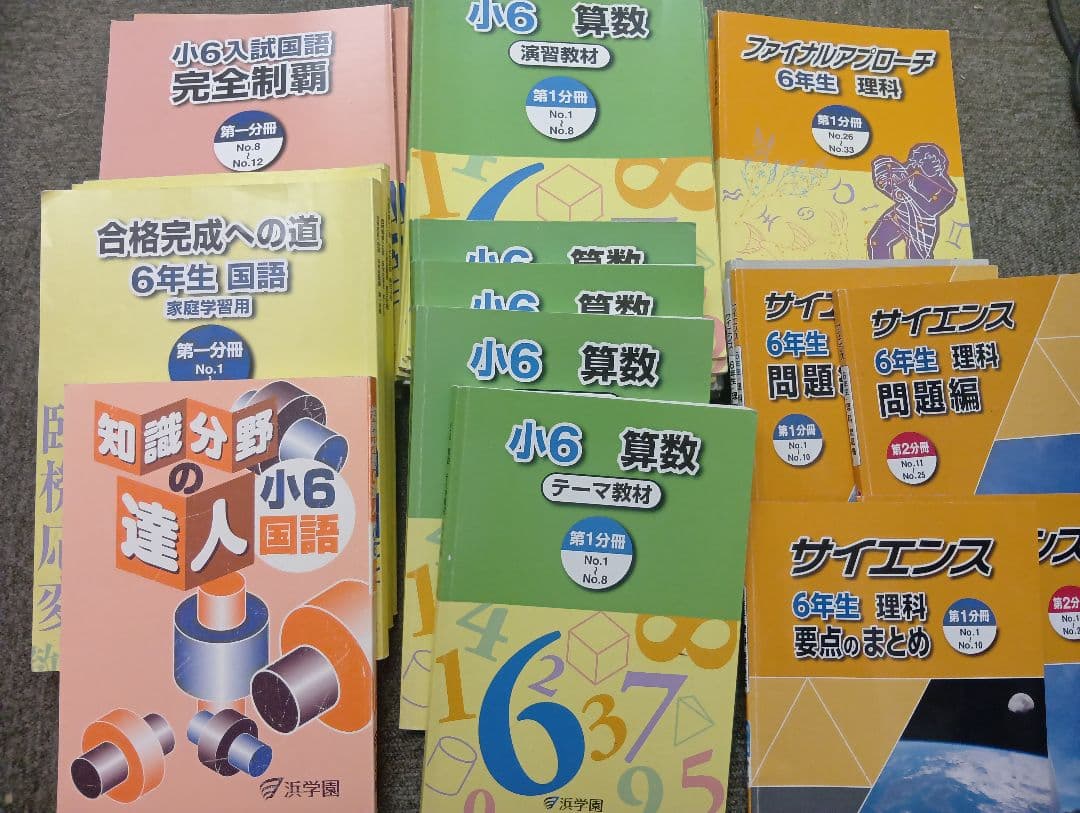 小6入試国語
完全制覇
第一分冊
No.8
~
No.12
合格完成への道
6年生 国語
家庭学習用
第一分冊
No.1
臨機応変
知識分野
の
達人
小6
国語
浜学園
小6 算数
演習教材
第1分冊
No.1
~
No.8
小6 算数
小6 算数
小6 算数
小6 算数
テーマ教材
第1分冊
No.1
~
No.8
浜学園
ファイナルアプローチ
6年生 理科
第1分冊
No.26
~
No.33
サイエ
6年生
問題
第1分冊
No.1
~
No.10
サイエンス
6年生 理科
問題編
第2分冊
No.11
~
No.25
サイエンス
6年生 理科
要点のまとめ
第1分冊
No.1
~
No.10
ンス
第2分